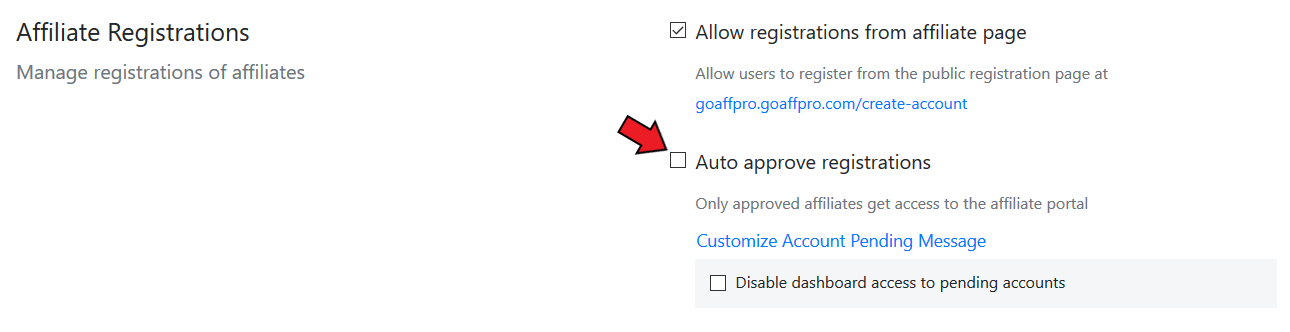 Affiliate Registrations
Manage registrations of affiliates
Allow registrations from affiliate page
Allow users to register from the public registration page at
goaffpro.goaffpro.com/create-account
Auto approve registrations
Only approved affiliates get access to the affiliate portal
Customize Account Pending Message
Disable dashboard access to pending accounts